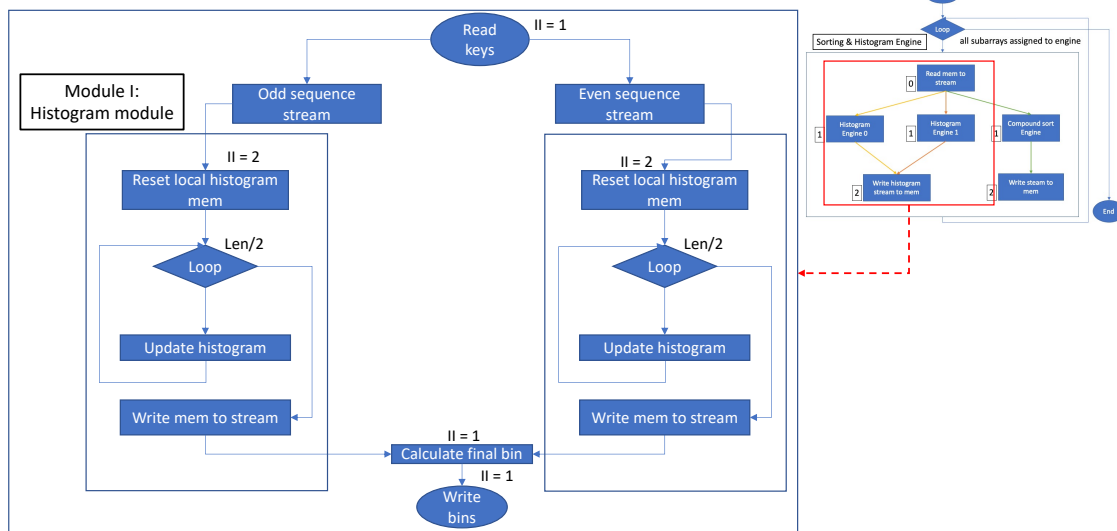 Read
keys
II = 1
Module I:
Histogram module
Odd sequence
stream
Even sequence
stream
II = 2
Reset local histogram
mem
Len/2
Loop
Update histogram
Write mem to stream
II = 2
Reset local histogram
mem
Len/2
Loop
Update histogram
Write mem to stream
II = 1
Calculate final bin
II = 1
Write
bins
Loop
Sorting & Histogram Engine
all subarrays assigned to engine
Read mem to
stream
0
Histogram
Engine 0
1
Histogram
Engine 1
1
Compound sort
Engine
1
Write histogram
stream to mem
2
Write steam to
mem
2
End